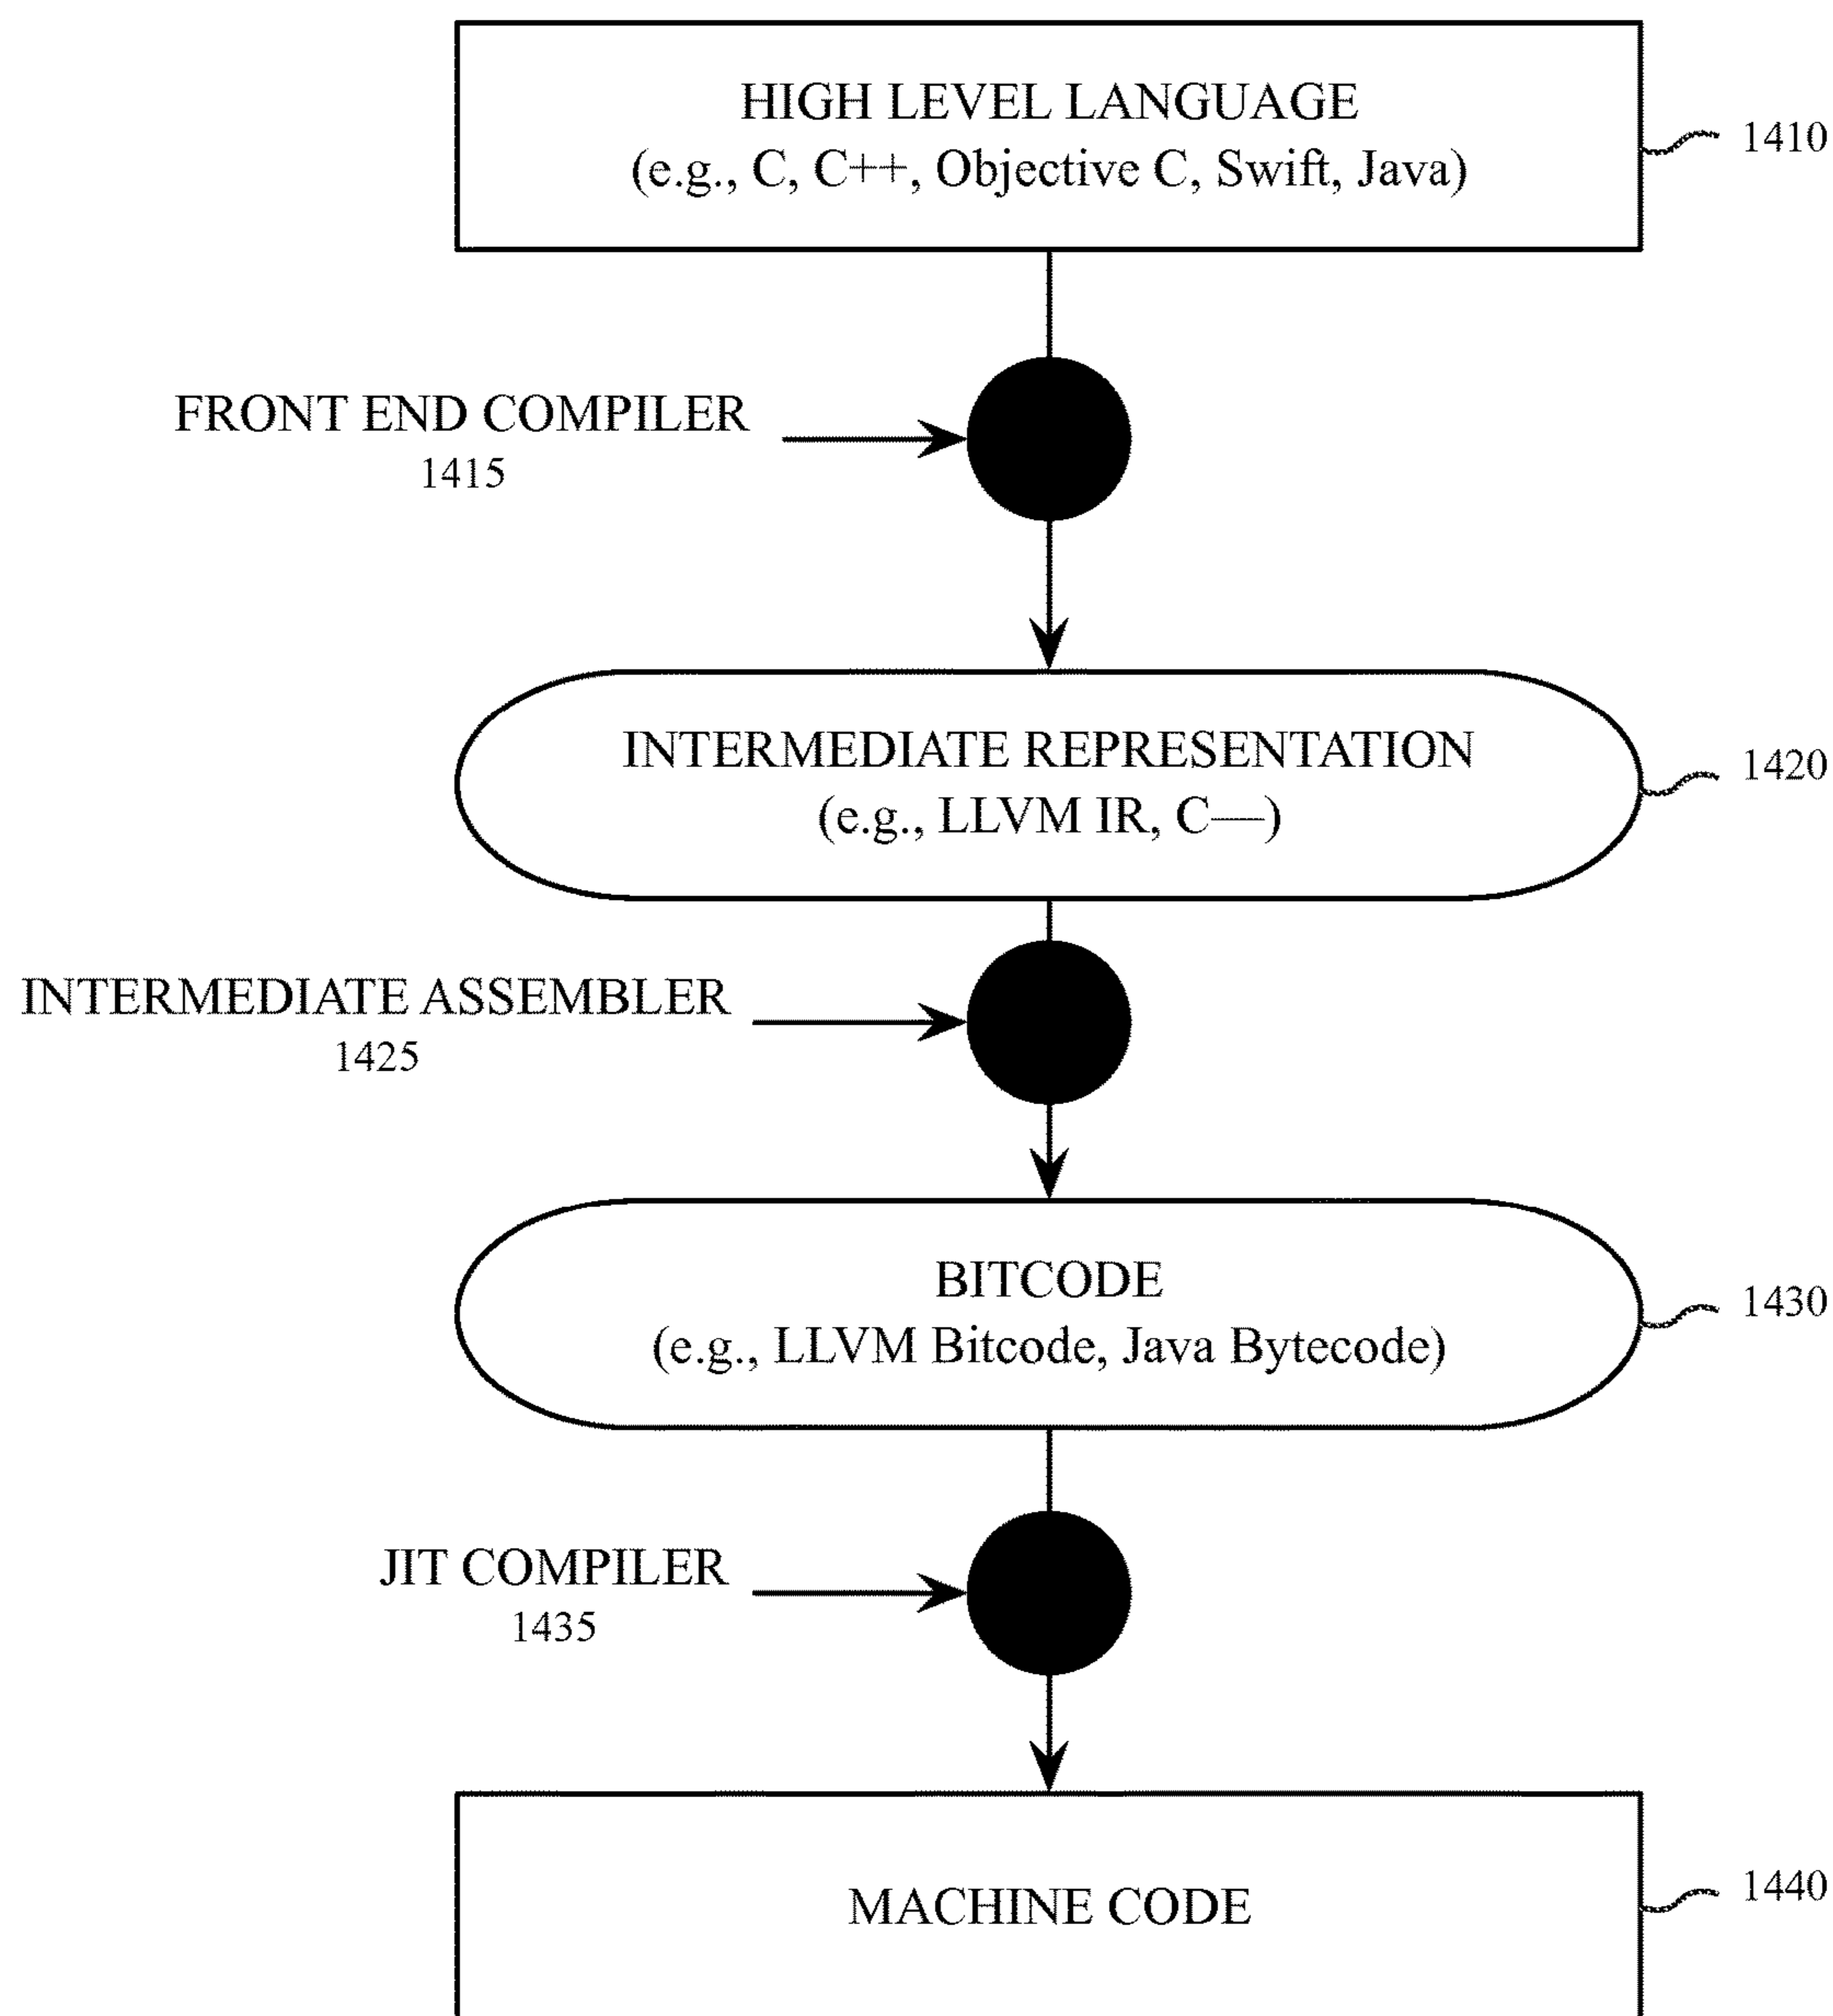 HIGH LEVEL LANGUAGE
(e.g., C, C++, Objective C, Swift, Java)
1410
FRONT END COMPILER
1415
INTERMEDIATE REPRESENTATION
(e.g., LLVM IR, C—)
1420
INTERMEDIATE ASSEMBLER
1425
BITCODE
(e.g., LLVM Bitcode, Java Bytecode)
1430
JIT COMPILER
1435
MACHINE CODE
1440